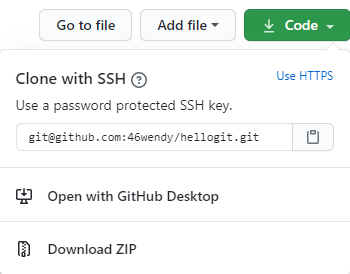 Go to file Add file Code
Clone with SSH Use HTTPS
Use a password protected SSH key.
git@github.com:46wendy/hellogit.git
Open with GitHub Desktop
Download ZIP